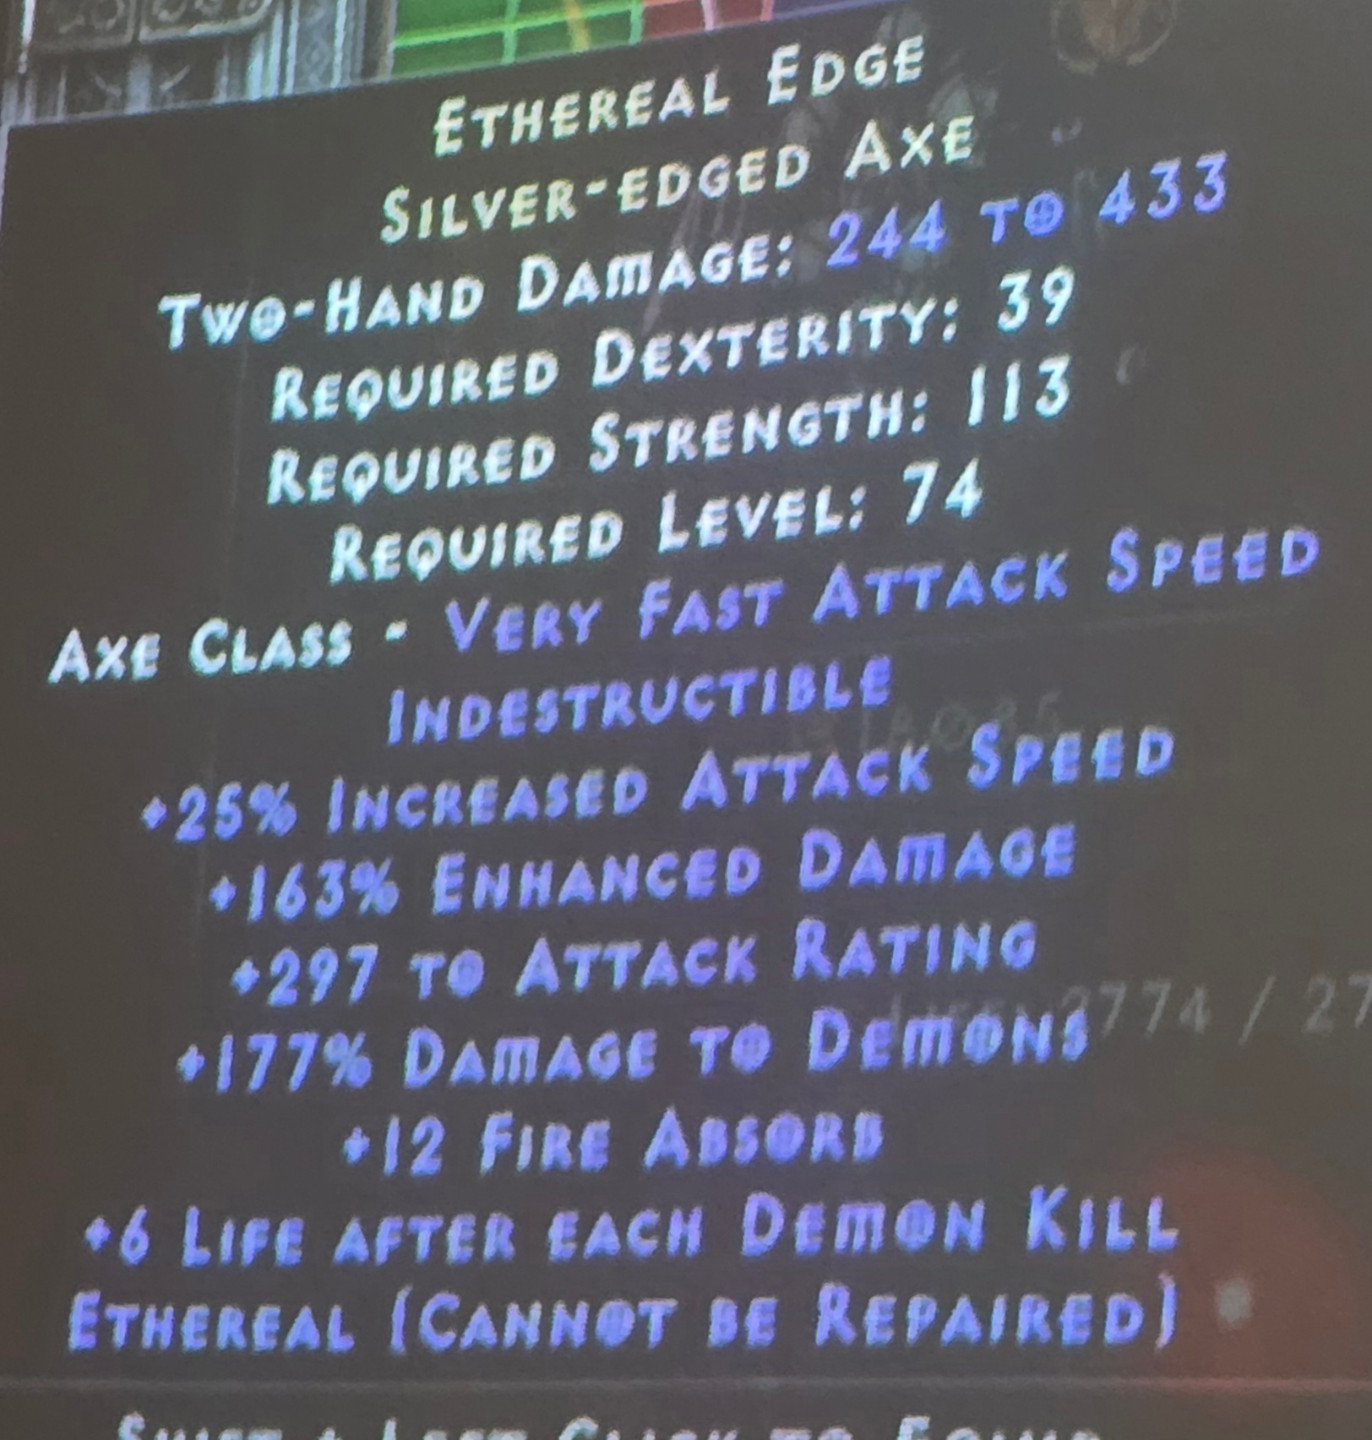 Ethereal Edge
Silver-edged Axe
Two-Hand Damage: 244 to 433
Required Dexterity: 39
Required Strength: 113
Required Level: 74
Axe Class - Very Fast Attack Speed
Indestructible
+25% Increased Attack Speed
+163% Enhanced Damage
+297 to Attack Rating
+177% Damage to Demons
+12 Fire Absorb
+6 Life after each Demon Kill
Ethereal (Cannot be Repaired)